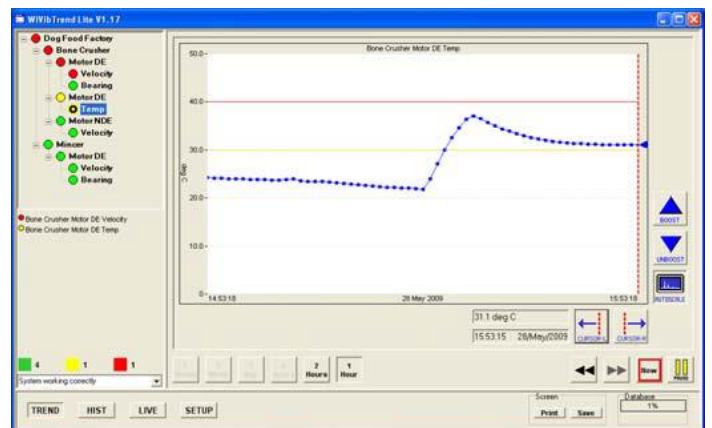 WiVibTrend Lite V1.17
Dog Food Factory
Bone Crusher
Motor DE
Velocity
Bearing
Motor DE
Temp
Motor NDE
Velocity
Mincer
Motor DE
Velocity
Bearing
Bone Crusher Motor DE Velocity
Bone Crusher Motor DE Temp
4 1 1
System working correctly
Bone Crusher Motor DE Temp
50.0
40.0
30.0
20.0
10.0
0
C deg
14:53:18 28 May 2009 15:53:18
BOOST
UNBOOST
AUTOSCALE
31.1 deg C
15:53:15 28/May/2009
CURSOR-L CURSOR-R
2 Hours
1 Hour
Now
TREND HIST LIVE SETUP
Screen
Print Save
Database
1%